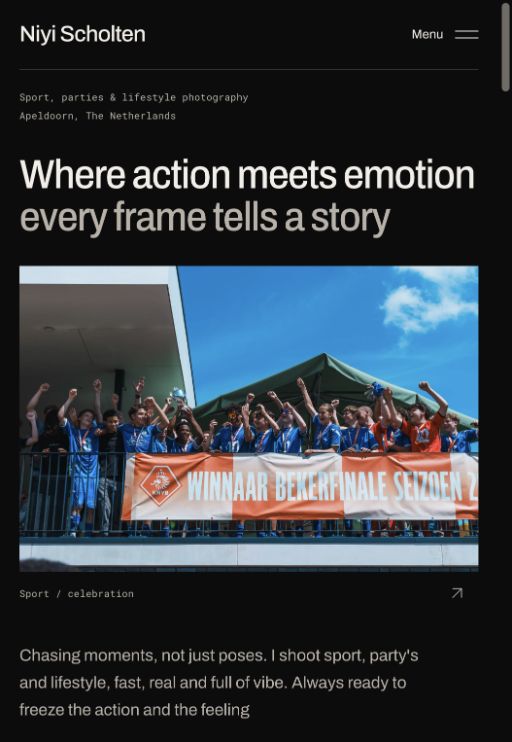 Niyi Scholten
Menu
Sport, parties & lifestyle photography
Apeldoorn, The Netherlands
Where action meets emotion
every frame tells a story
KNVB
WINNAAR BEKERFINALE SEIZOEN 2
Sport / celebration
Chasing moments, not just poses. I shoot sport, party's
and lifestyle, fast, real and full of vibe. Always ready to
freeze the action and the feeling